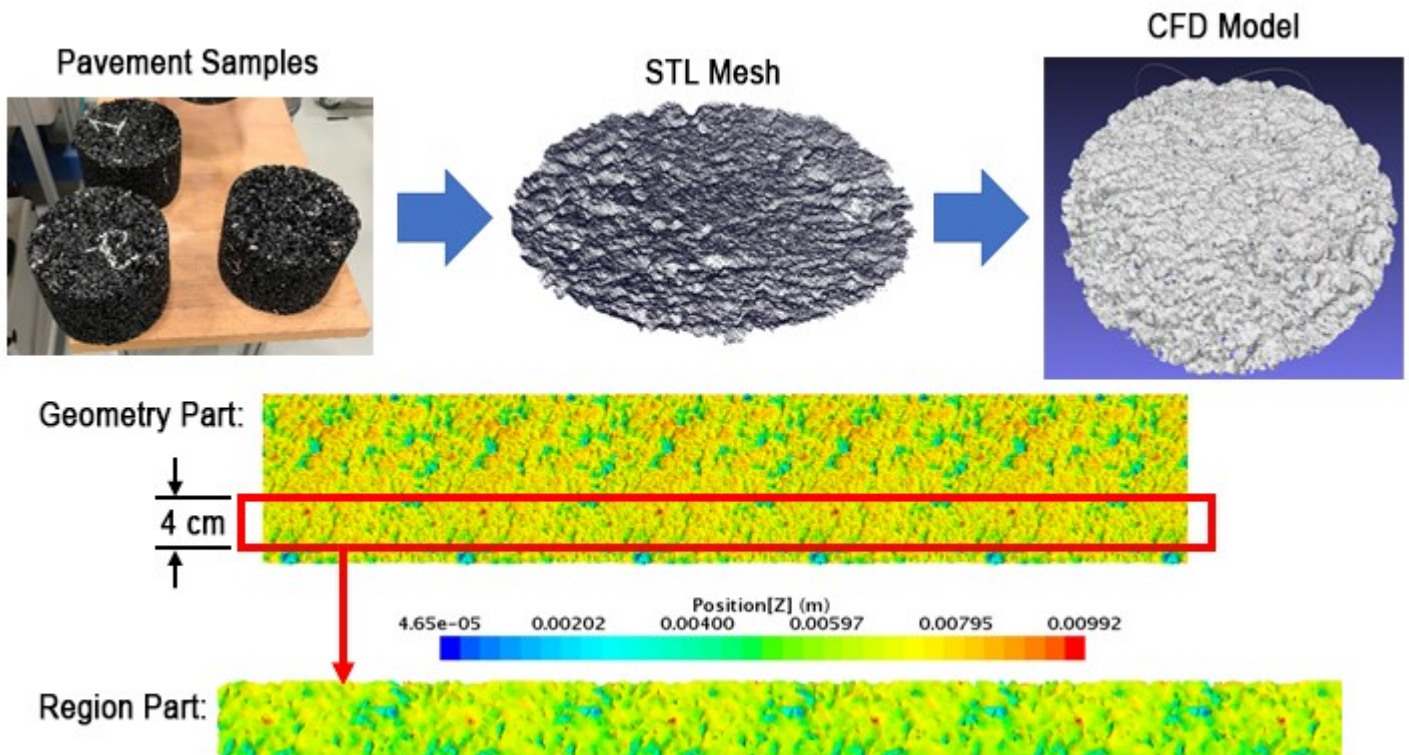 Pavement Samples
STL Mesh
CFD Model
Geometry Part:
4 cm
Position[Z] (m)
4.65e-05 0.00202 0.00400 0.00597 0.00795 0.00992
Region Part: